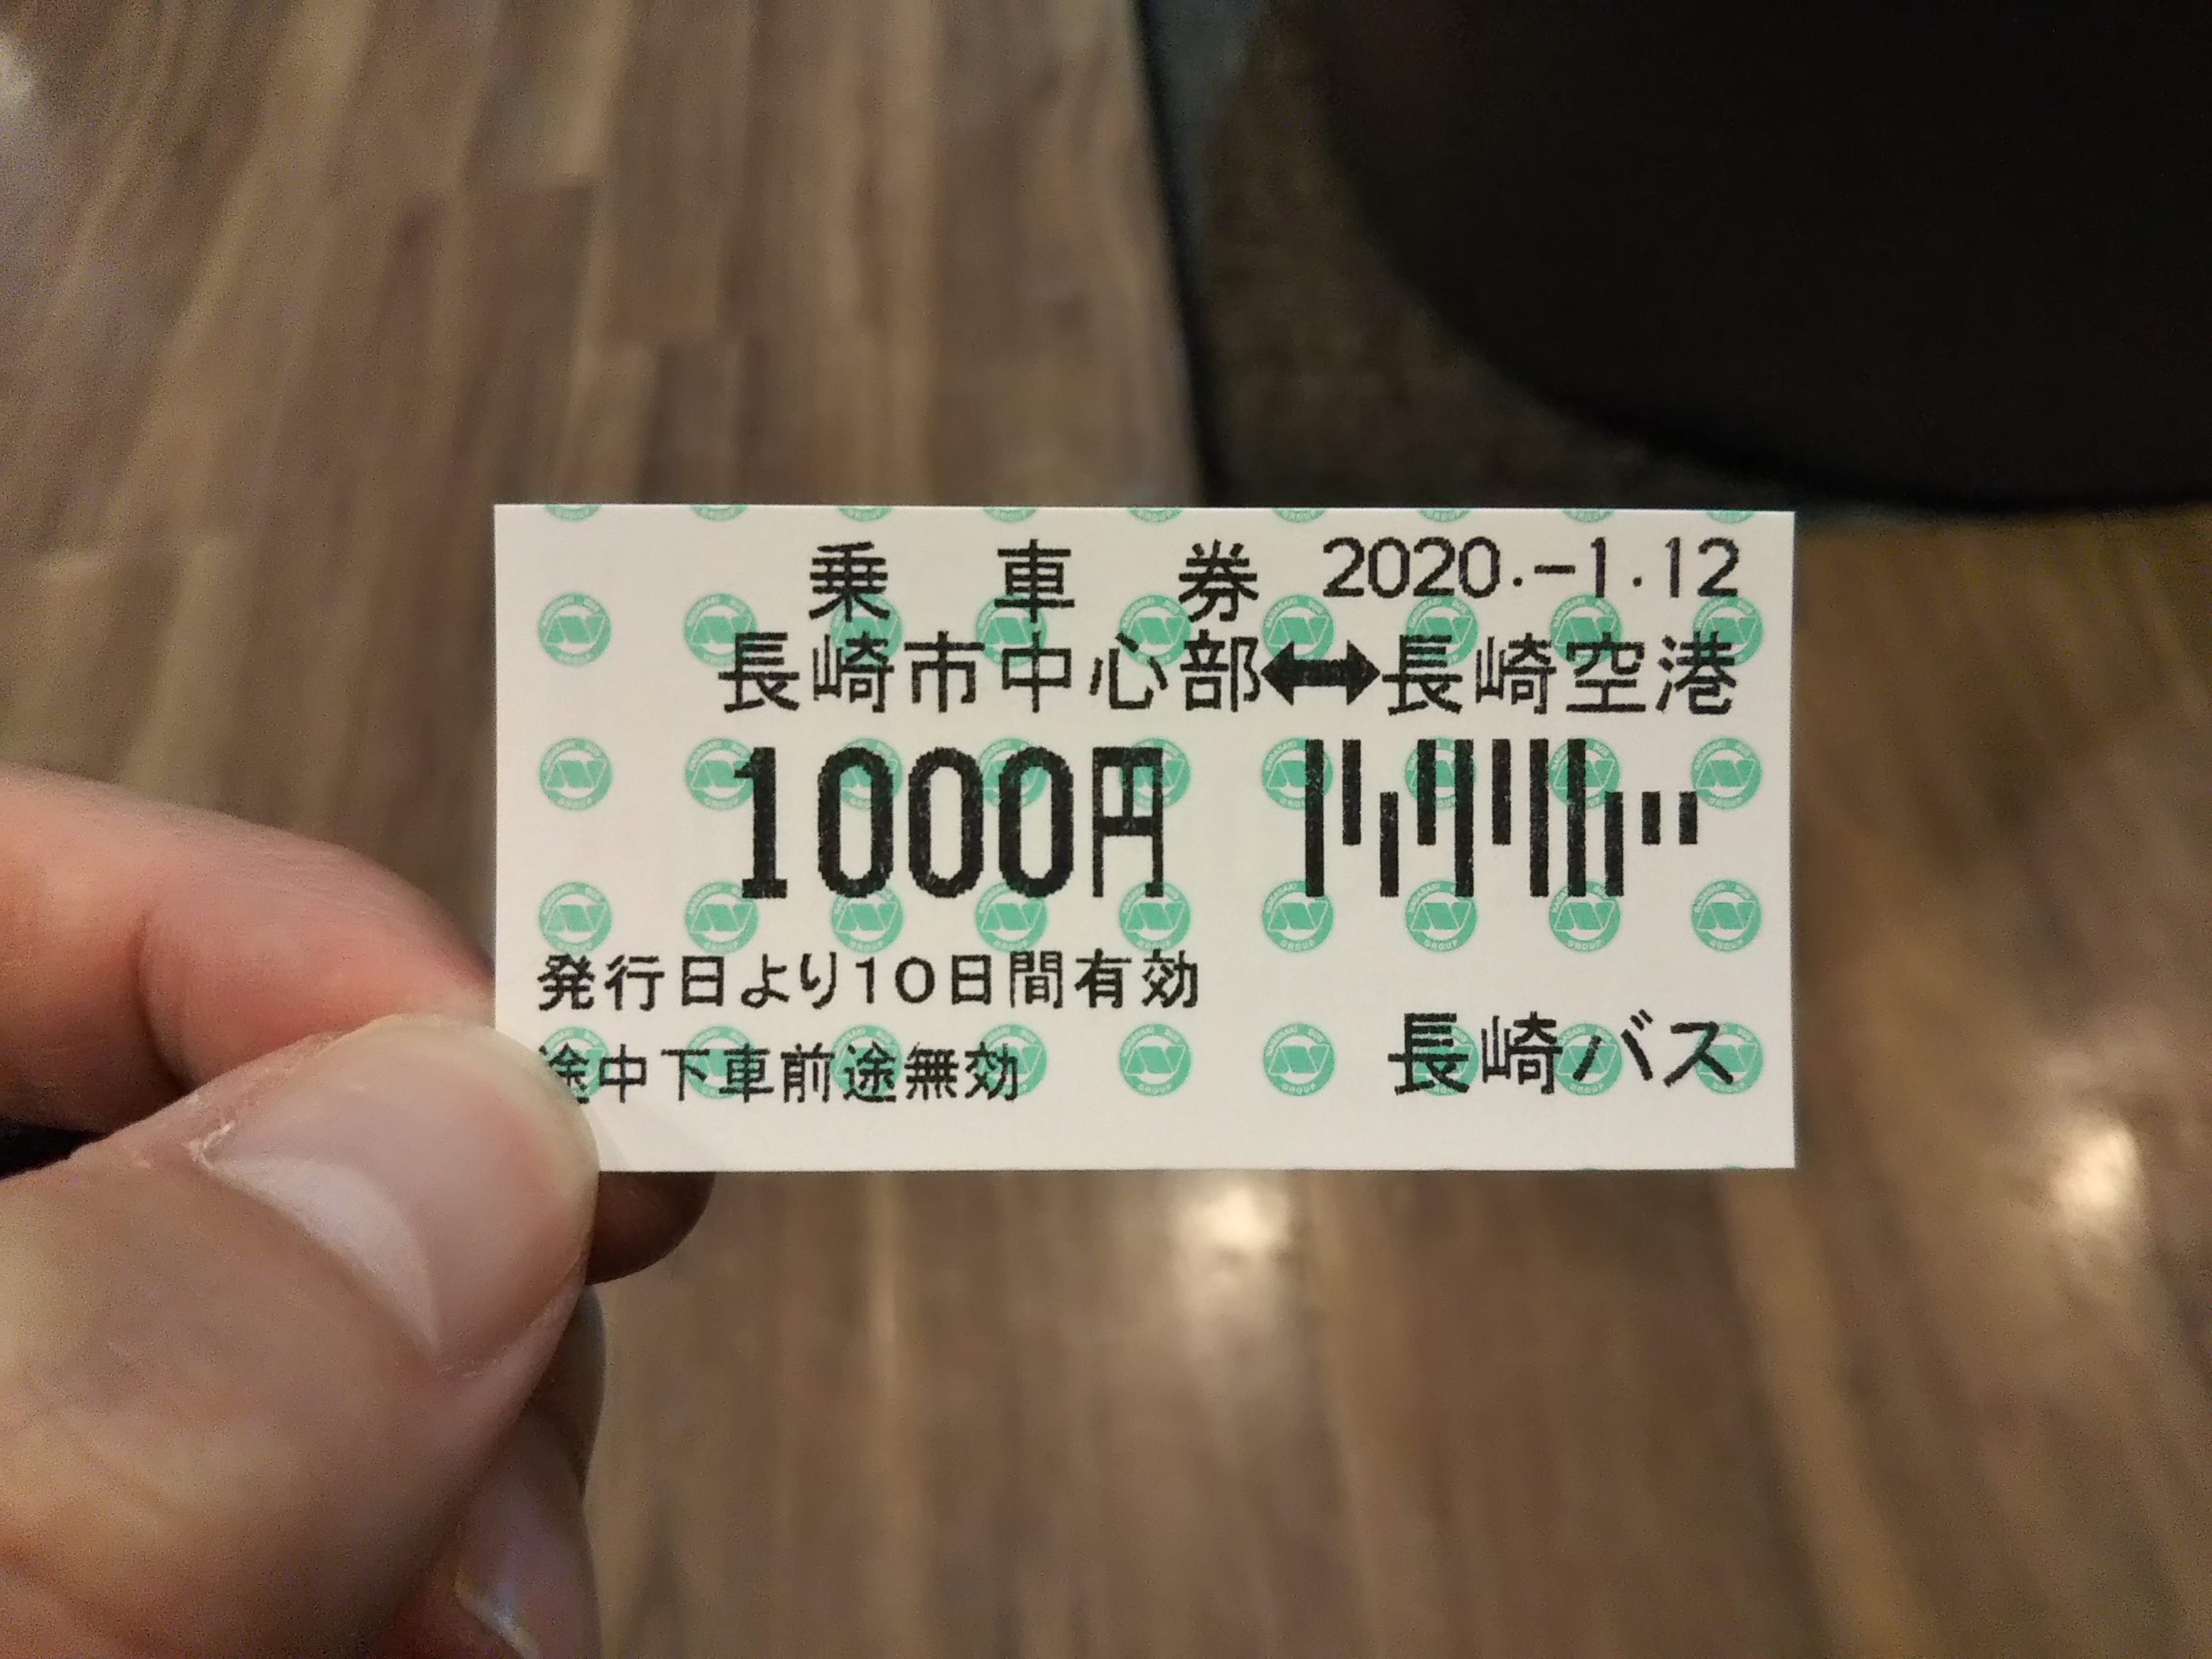 乗車券 2020.-1.12
長崎市中心部↔長崎空港
1000円
発行日より10日間有効
途中下車前途無効
長崎バス